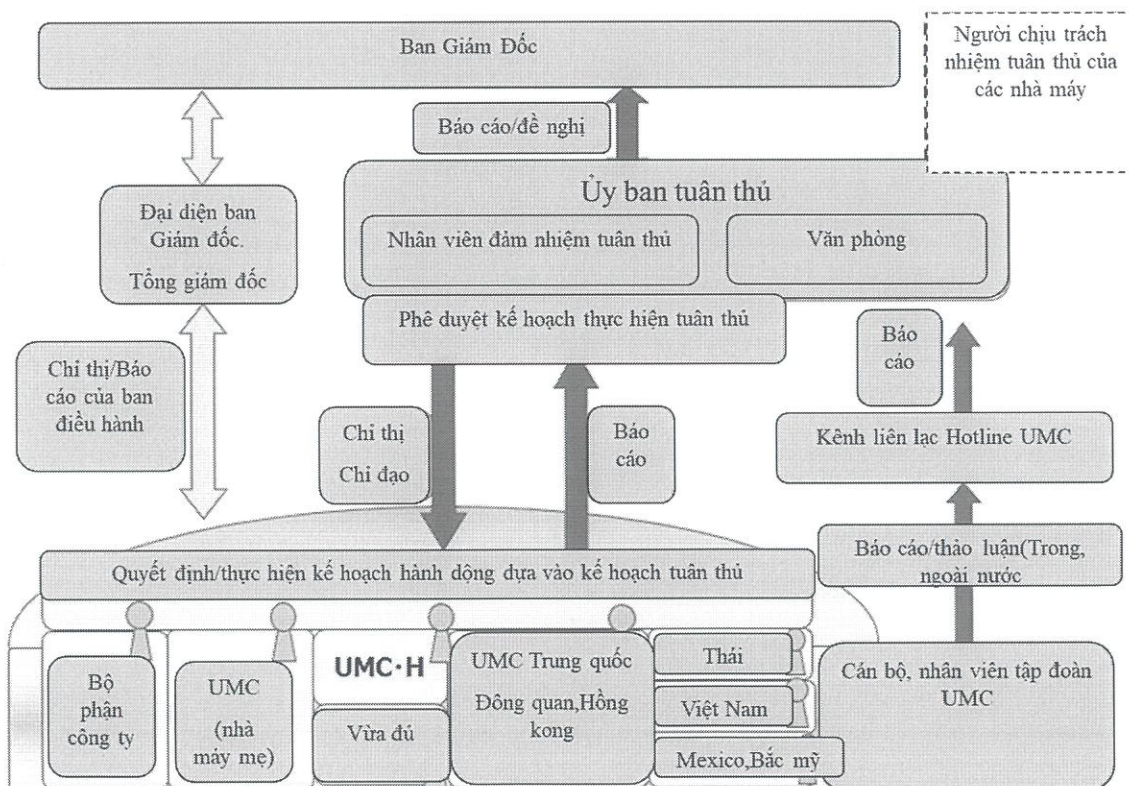 Ban Giám Đốc
Người chịu trách
nhiệm tuân thủ của
các nhà máy
Báo cáo/đề nghị
Ủy ban tuân thủ
Nhân viên đảm nhiệm tuân thủ
Văn phòng
Đại diện ban
Giám đốc.
Tổng giám đốc
Phê duyệt kế hoạch thực hiện tuân thủ
Chỉ thị/Báo
cáo của ban
điều hành
Chỉ thị
Chỉ đạo
Báo
cáo
Báo
cáo
Kênh liên lạc Hotline UMC
Báo cáo/thảo luận(Trong,
ngoài nước
Quyết định/thực hiện kế hoạch hành dộng dựa vào kế hoạch tuân thủ
Bộ
phận
công ty
UMC
(nhà
máy mẹ)
UMC·H
Vừa đủ
UMC Trung quốc
Đông quan,Hồng
kong
Thái
Việt Nam
Mexico,Bắc mỹ
Cán bộ, nhân viên tập đoàn
UMC